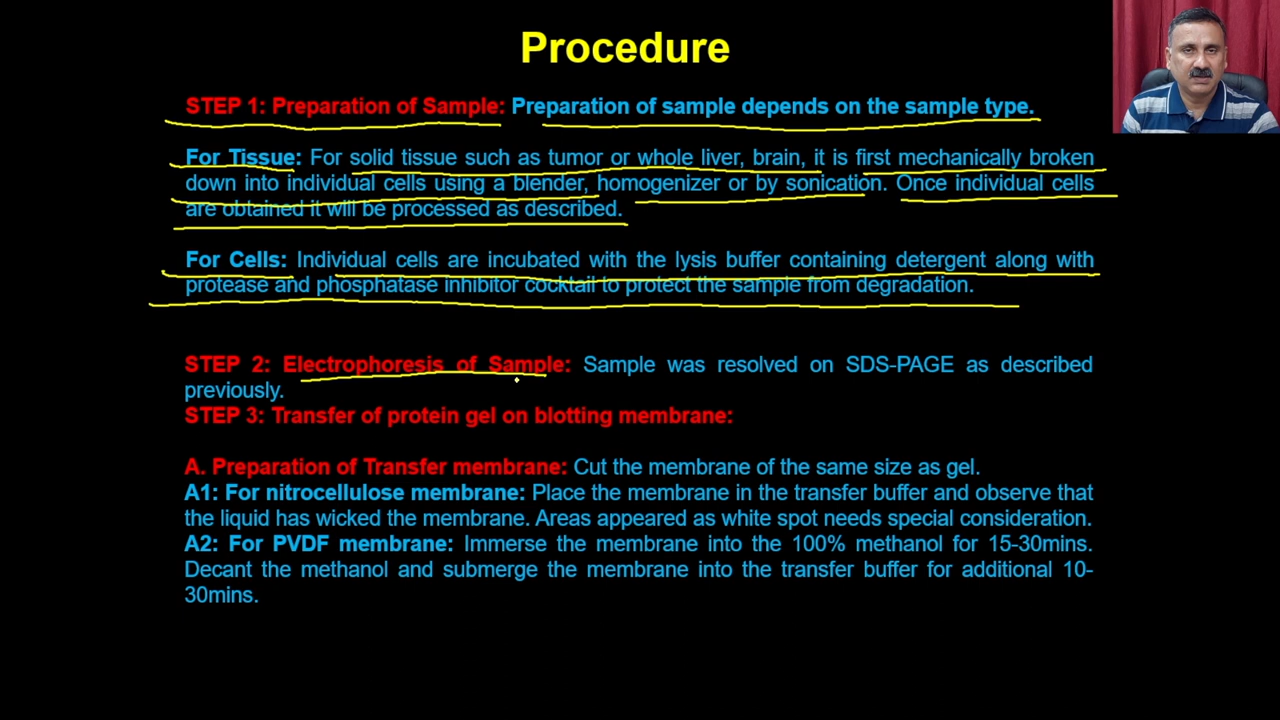 Procedure
STEP 1: Preparation of Sample: Preparation of sample depends on the sample type.
For Tissue: For solid tissue such as tumor or whole liver, brain, it is first mechanically broken
down into individual cells using a blender, homogenizer or by sonication. Once individual cells
are obtained it will be processed as described.
For Cells: Individual cells are incubated with the lysis buffer containing detergent along with
protease and phosphatase inhibitor cocktail to protect the sample from degradation.
STEP 2: Electrophoresis of Sample: Sample was resolved on SDS-PAGE as described
previously.
STEP 3: Transfer of protein gel on blotting membrane:
A. Preparation of Transfer membrane: Cut the membrane of the same size as gel.
A1: For nitrocellulose membrane: Place the membrane in the transfer buffer and observe that
the liquid has wicked the membrane. Areas appeared as white spot needs special consideration.
A2: For PVDF membrane: Immerse the membrane into the 100% methanol for 15-30mins.
Decant the methanol and submerge the membrane into the transfer buffer for additional 10-
30mins.